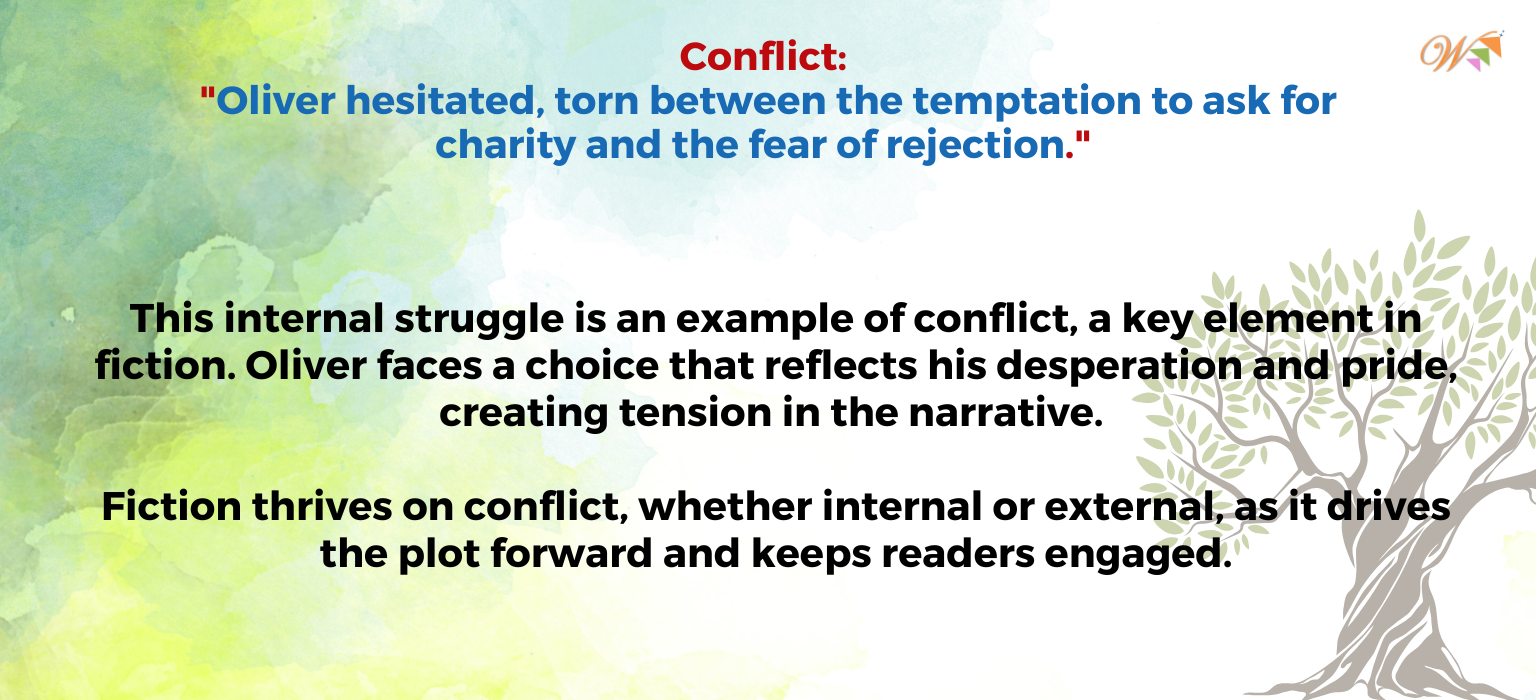 Conflict:
"Oliver hesitated, torn between the temptation to ask for
charity and the fear of rejection."
This internal struggle is an example of conflict, a key element in
fiction. Oliver faces a choice that reflects his desperation and pride,
creating tension in the narrative.
Fiction thrives on conflict, whether internal or external, as it drives
the plot forward and keeps readers engaged.
W